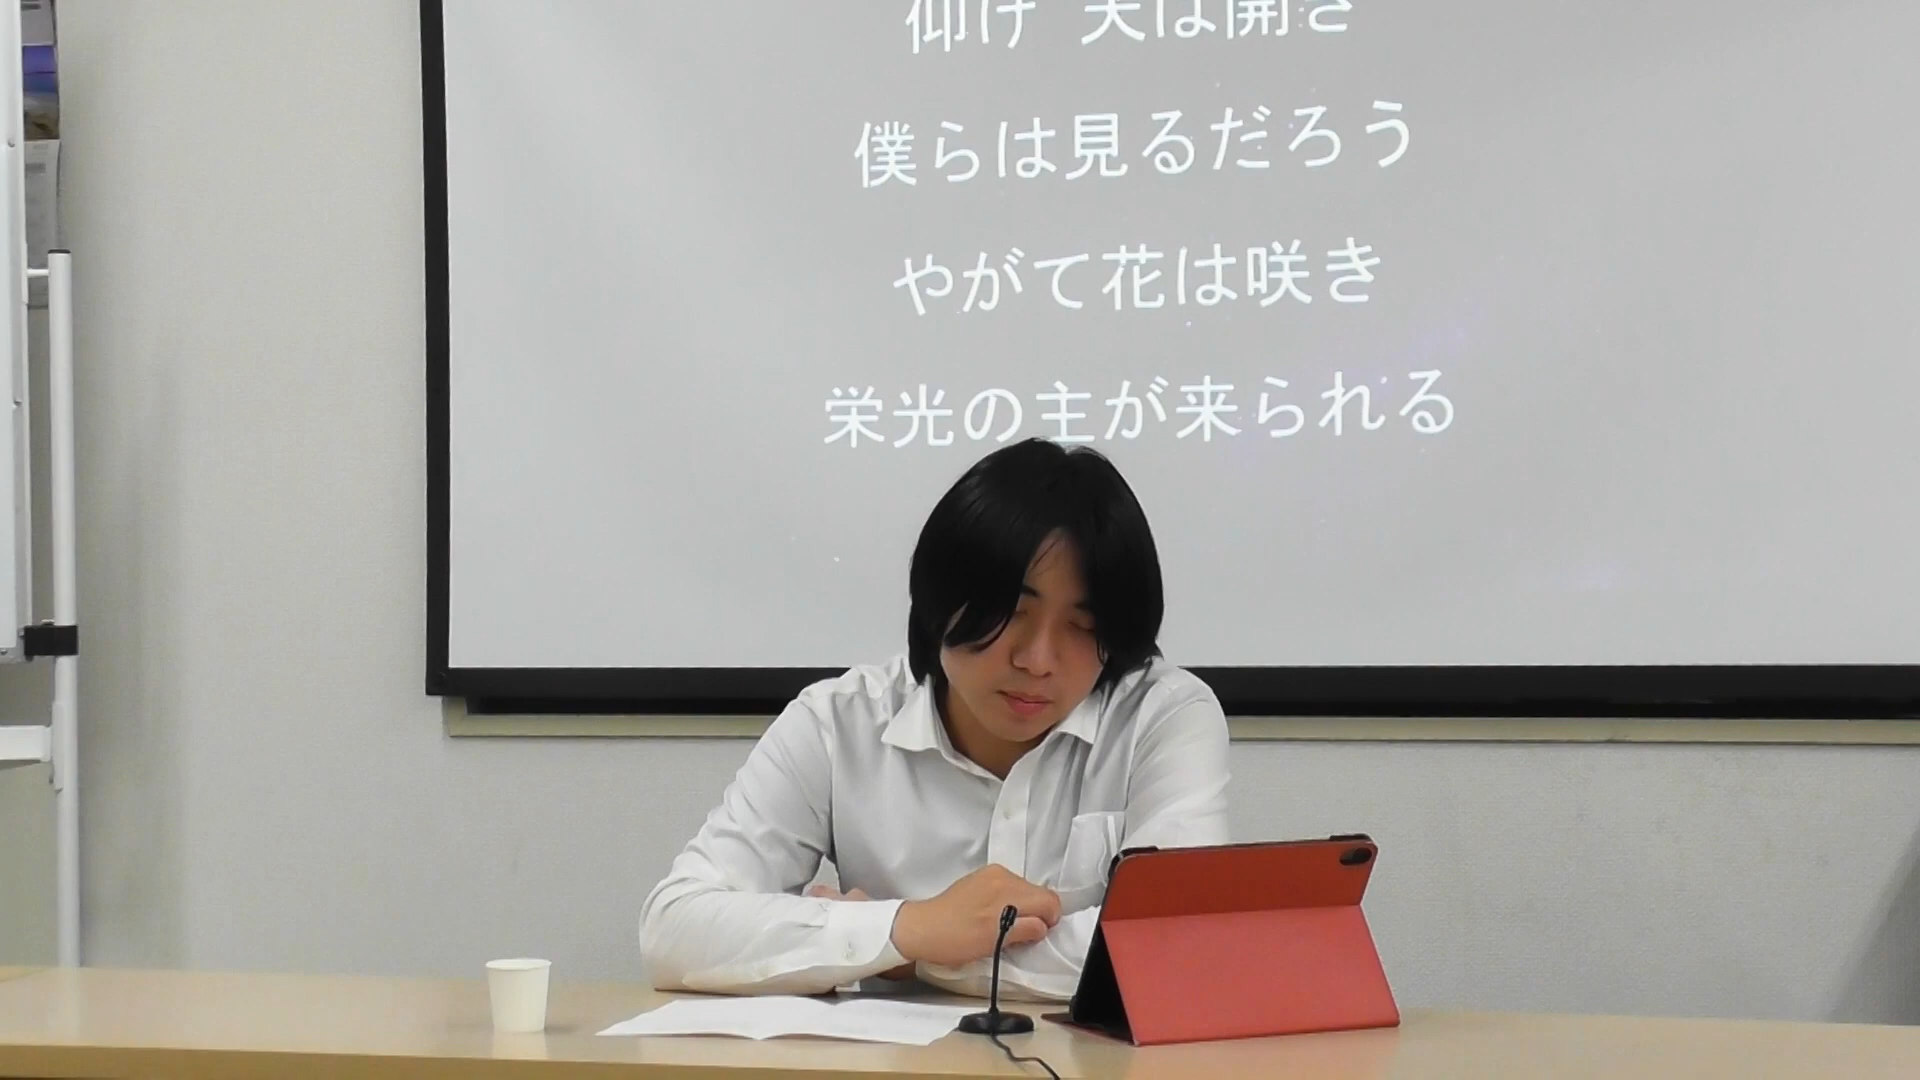 仰げ 天は開き
僕らは見るだろう
やがて花は咲き
栄光の主が来られる